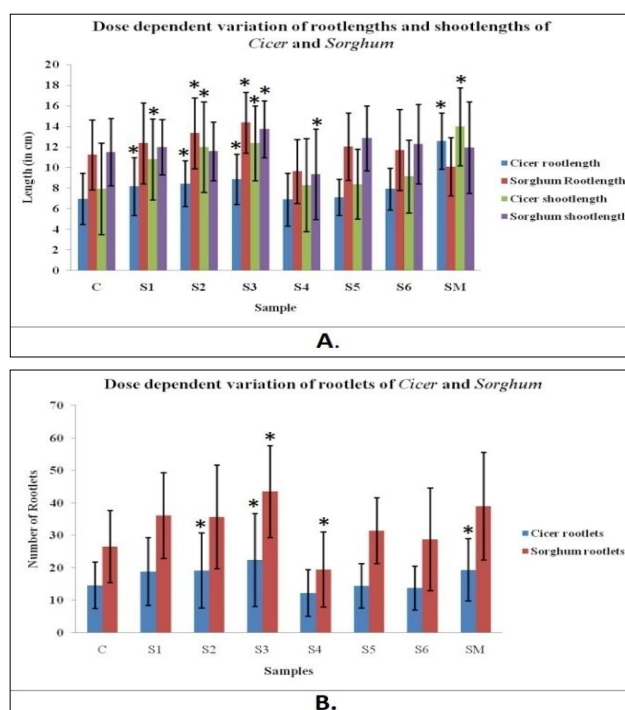 Dose dependent variation of rootlengths and shootlengths of
Cicer and Sorghum
20
18
16
14
12
10
8
6
4
2
0
Length (in cm)
* * * * * * * * * * *
C S1 S2 S3 S4 S5 S6 SM
Sample
Cicer rootlength
Sorghum Rootlength
Cicer shootlength
Sorghum shootlength
A.
Dose dependent variation of rootlets of Cicer and Sorghum
70
60
50
40
30
20
10
0
Number of Rootlets
* * * * *
C S1 S2 S3 S4 S5 S6 SM
Samples
Cicer rootlets
Sorghum rootlets
B.